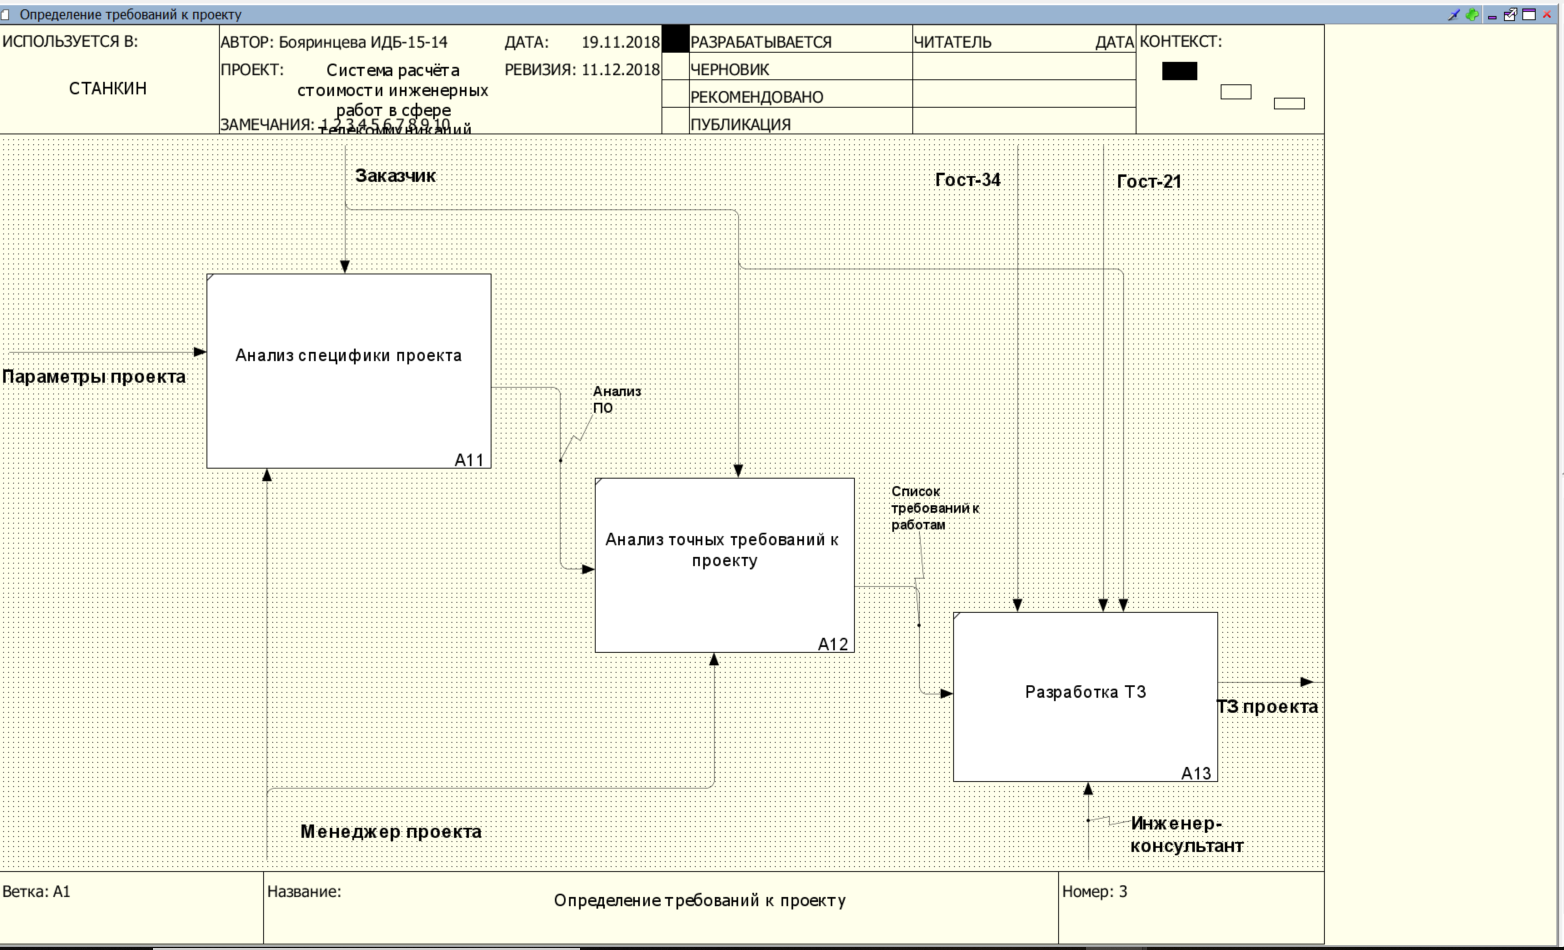 Определение требований к проекту
ИСПОЛЬЗУЕТСЯ В:
СТАНКИН
АВТОР: Бояринцева ИДБ-15-14
ДАТА: 19.11.2018
ПРОЕКТ:
Система расчёта
стоимости инженерных
работ в сфере
телекоммуникаций
РЕВИЗИЯ: 11.12.2018
ЗАМЕЧАНИЯ: 1 2 3 4 5 6 7 8 9 10
РАЗРАБАТЫВАЕТСЯ
ЧЕРНОВИК
РЕКОМЕНДОВАНО
ПУБЛИКАЦИЯ
ЧИТАТЕЛЬ
ДАТА
КОНТЕКСТ:
Заказчик
Гост-34
Гост-21
Анализ специфики проекта
A11
Параметры проекта
Анализ
ПО
Анализ точных требований к
проекту
A12
Список
требований к
работам
Разработка ТЗ
A13
ТЗ проекта
Менеджер проекта
Инженер-
консультант
Ветка: A1
Название:
Определение требований к проекту
Номер: 3